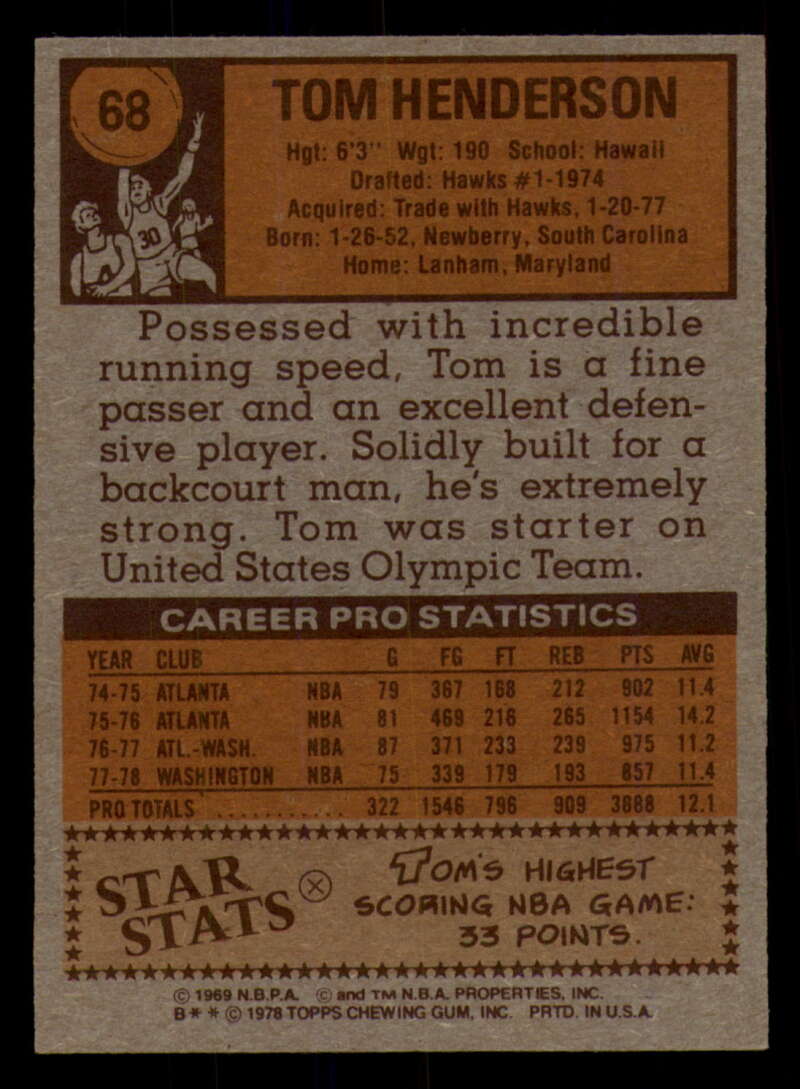 68
TOM HENDERSON
Hgt: 6'3" Wgt: 190 School: Hawaii
Drafted: Hawks #1-1974
Acquired: Trade with Hawks, 1-20-77
Born: 1-26-52, Newberry, South Carolina
Home: Lanham, Maryland
30
Possessed with incredible
running speed, Tom is a fine
passer and an excellent defen-
sive player. Solidly built for a
backcourt man, he's extremely
strong. Tom was starter on
United States Olympic Team.
CAREER PRO STATISTICS
YEAR CLUB G FG FT REB PTS AVG
74-75 ATLANTA NBA 79 367 168 212 902 11.4
75-76 ATLANTA NBA 81 469 216 265 1154 14.2
76-77 ATL.-WASH. NBA 87 371 233 239 975 11.2
77-78 WASHINGTON NBA 75 339 179 193 857 11.4
PRO TOTALS ........... 322 1546 796 909 3888 12.1
STAR
STATS
TOM'S HIGHEST
SCORING NBA GAME:
33 POINTS.
© 1969 N.B.P.A. © and TM N.B.A. PROPERTIES, INC.
B * * © 1978 TOPPS CHEWING GUM, INC. PRTD. IN U.S.A.